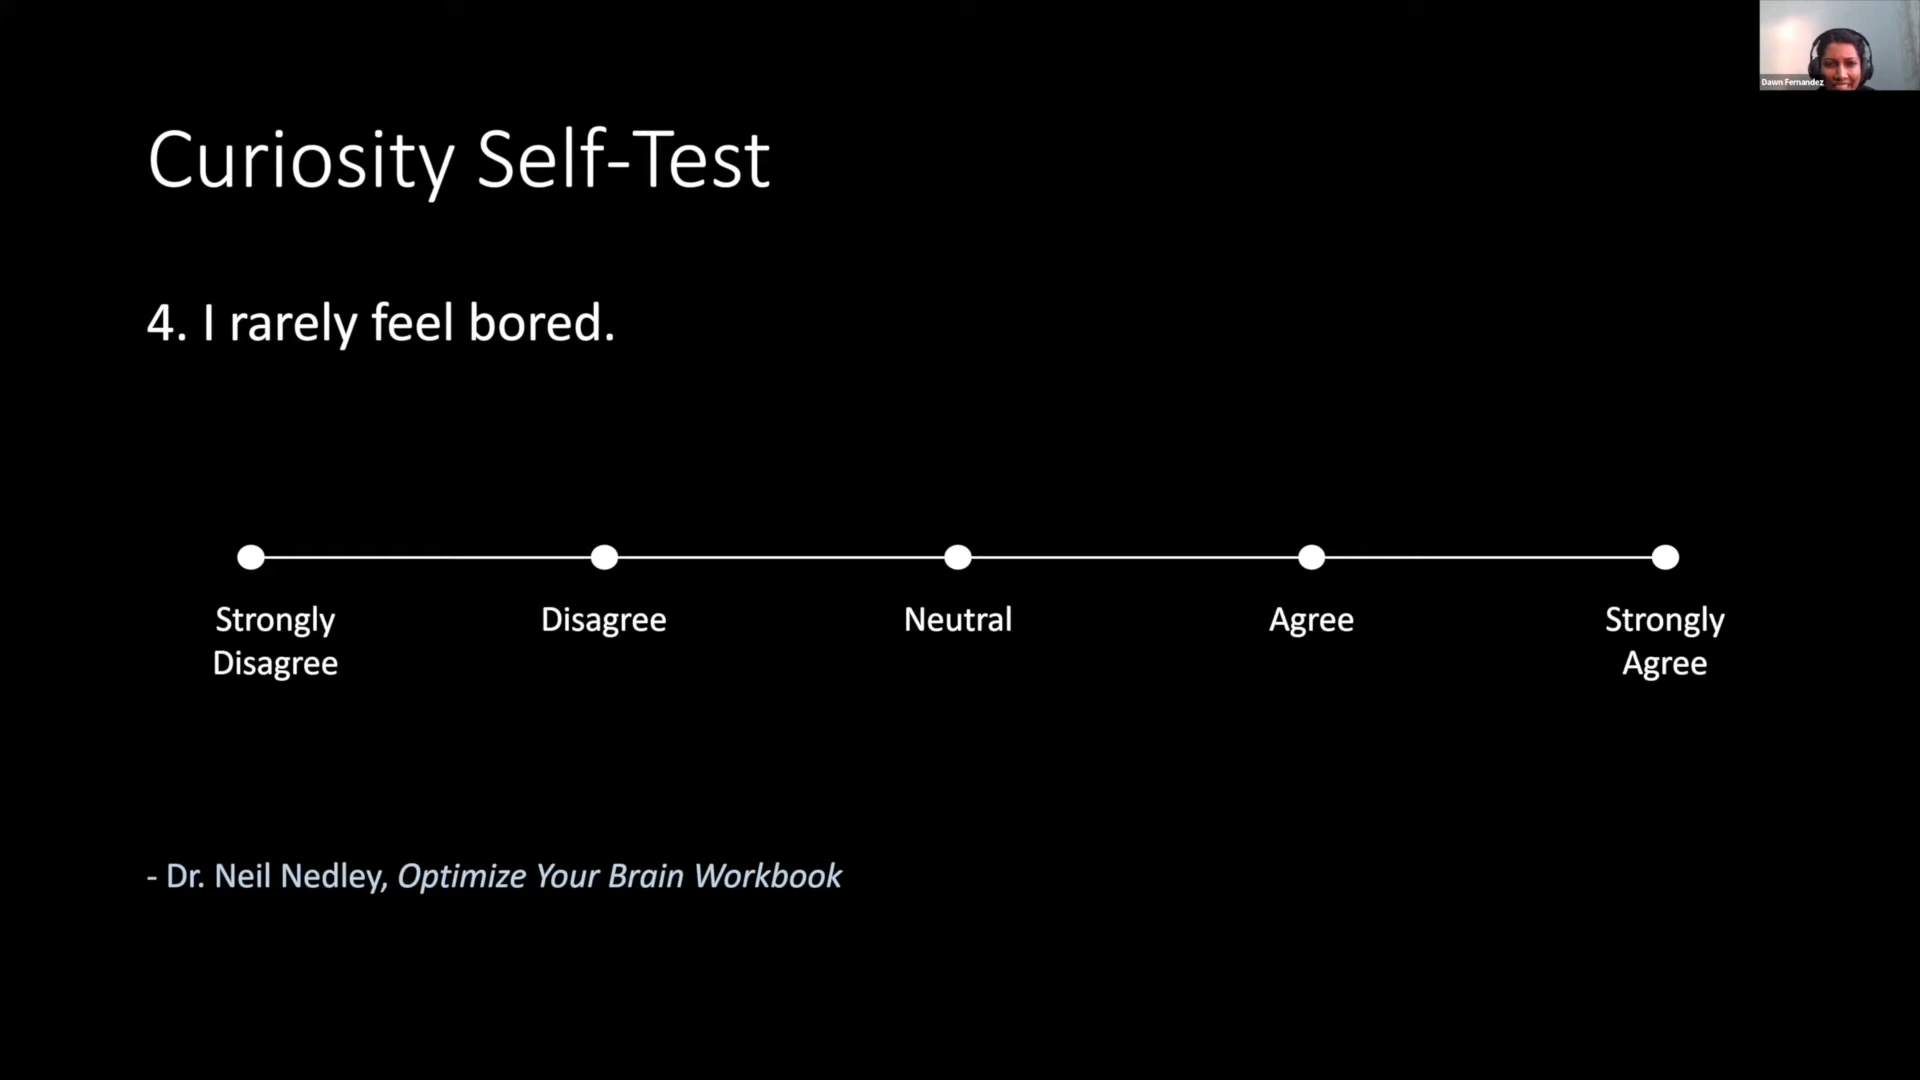 Dawn Fernandez
Curiosity Self-Test
4. I rarely feel bored.
Strongly Disagree
Disagree
Neutral
Agree
Strongly Agree
- Dr. Neil Nedley, Optimize Your Brain Workbook